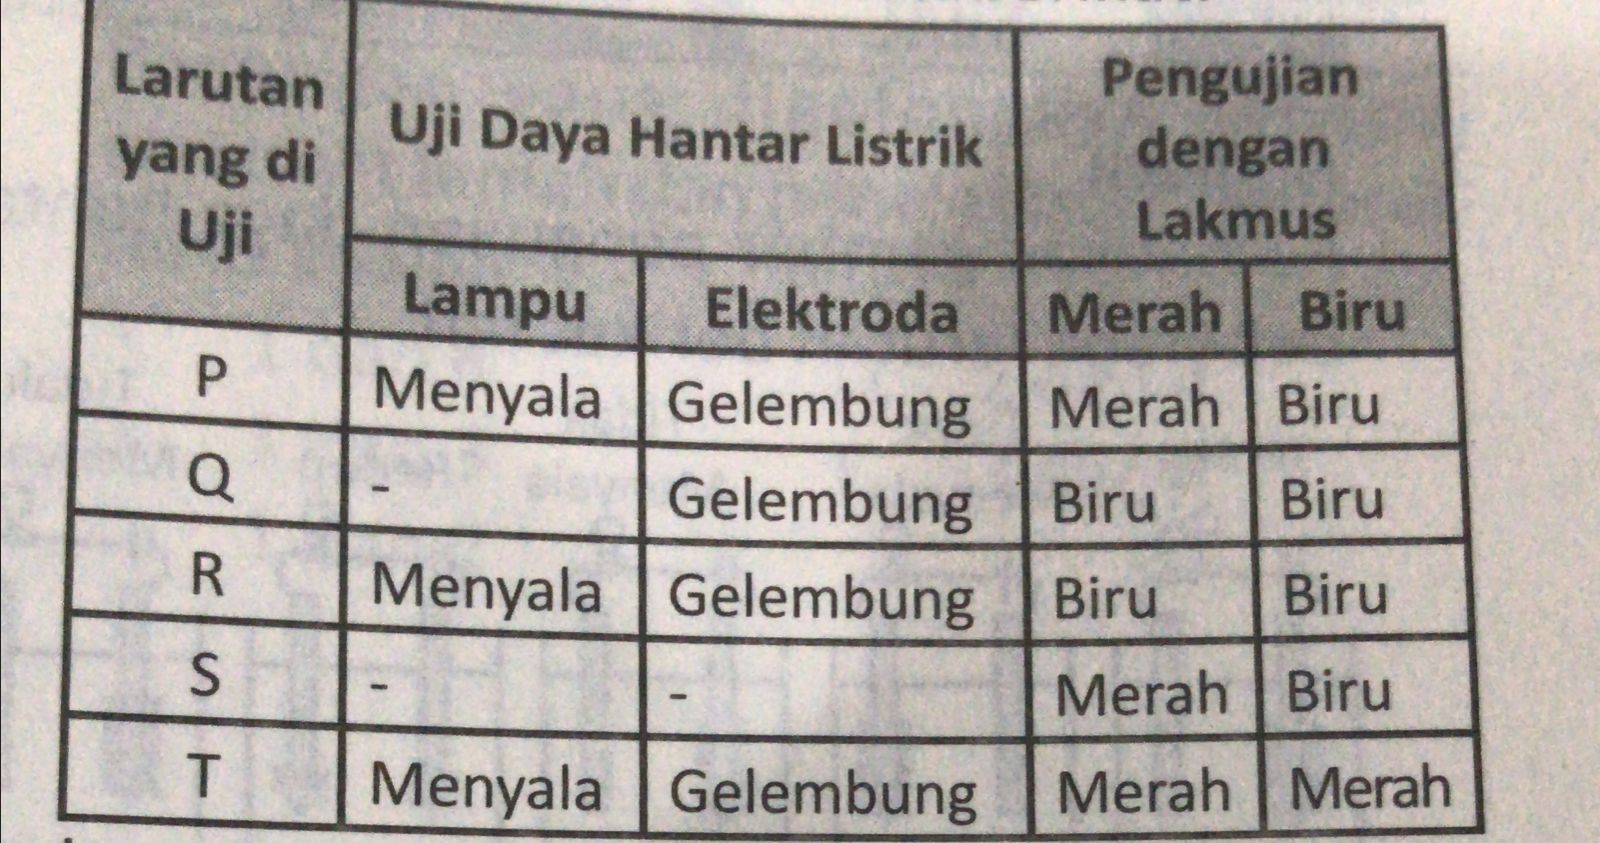 Larutan
yang di
Uji
Uji Daya Hantar Listrik
Pengujian
dengan
Lakmus
Lampu Elektroda Merah Biru
P Menyala Gelembung Merah Biru
Q - Gelembung Biru Biru
R Menyala Gelembung Biru Biru
S - - Merah Biru
T Menyala Gelembung Merah Merah